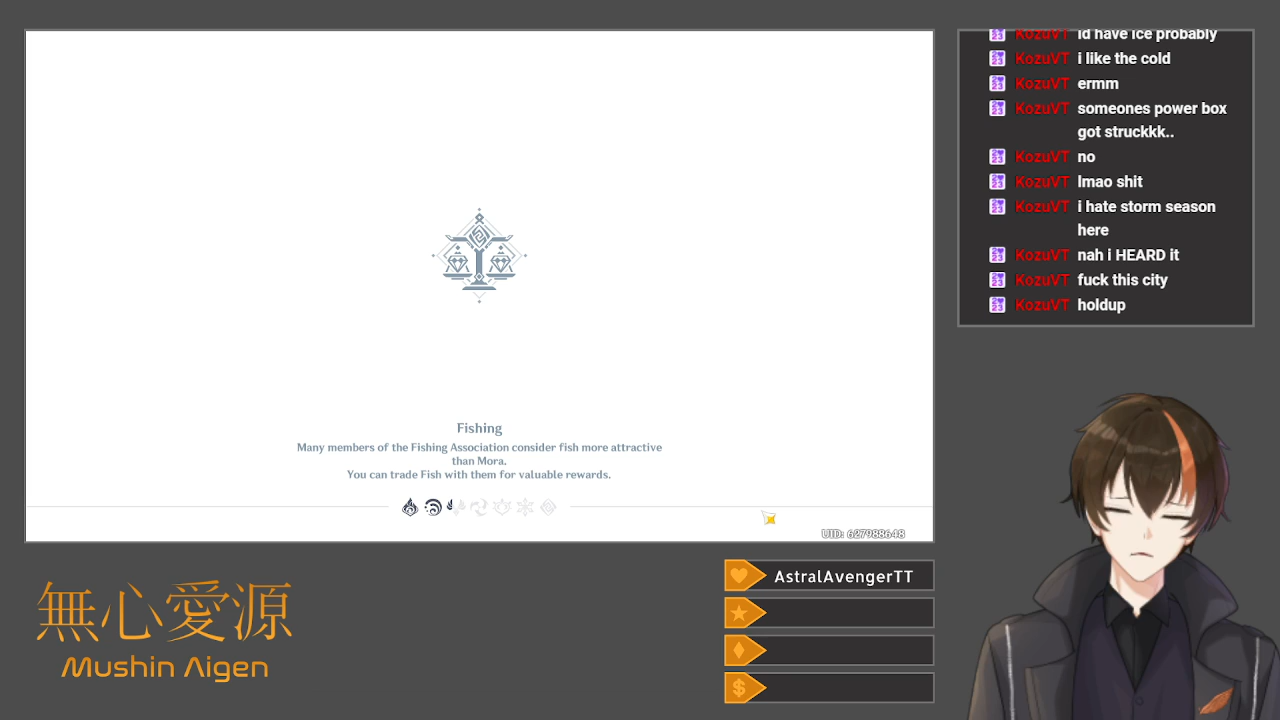 Fishing
Many members of the Fishing Association consider fish more attractive
than Mora.
You can trade Fish with them for valuable rewards.
UID: 627988648
KozuVT id have ice probably
KozuVT i like the cold
KozuVT ermm
KozuVT someones power box
got struckkk..
KozuVT no
KozuVT lmao shit
KozuVT i hate storm season
here
KozuVT nah i HEARD it
KozuVT fuck this city
KozuVT holdup
AstralAvengerTT
無心愛源
Mushin Aigen